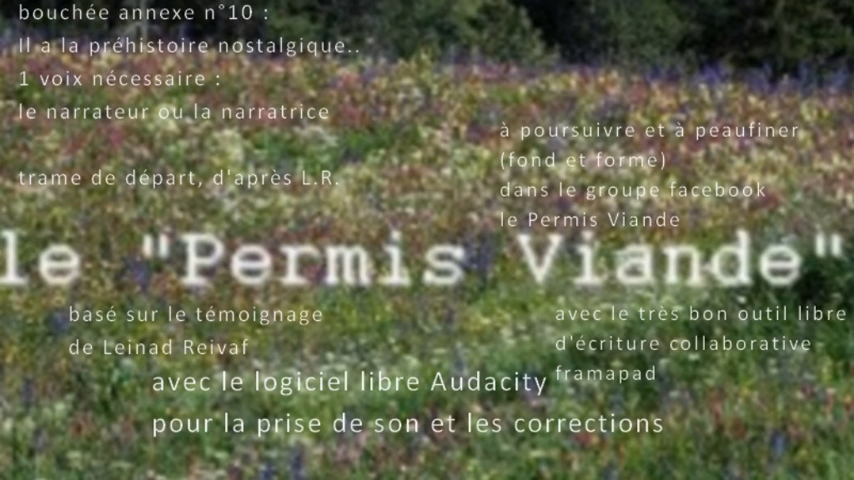 bouchée annexe n°10 :
Il a la préhistoire nostalgique..
1 voix nécessaire :
le narrateur ou la narratrice
trame de départ, d'après L.R.
à poursuivre et à peaufiner
(fond et forme)
dans le groupe facebook
le Permis Viande
le "Permis Viande"
basé sur le témoignage
de Leinad Reivaf
avec le très bon outil libre
d'écriture collaborative
framapad
avec le logiciel libre Audacity
pour la prise de son et les corrections